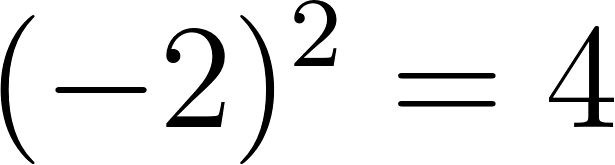 (−2)² = 4